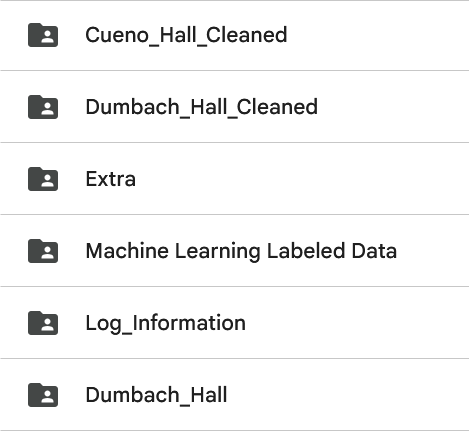 Cueno_Hall_Cleaned
Dumbach_Hall_Cleaned
Extra
Machine Learning Labeled Data
Log_Information
Dumbach_Hall